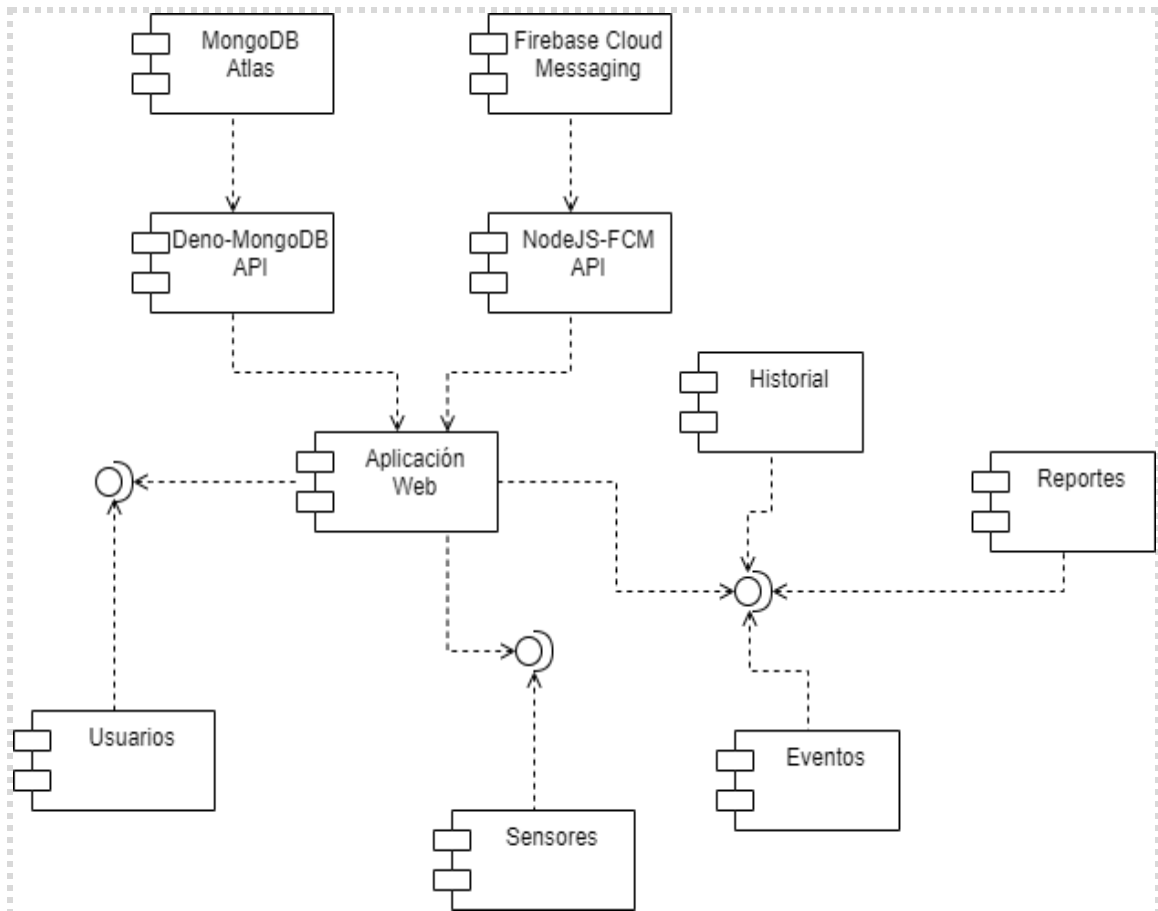 MongoDB
Atlas
Firebase Cloud
Messaging
Deno-MongoDB
API
NodeJS-FCM
API
Historial
Aplicación
Web
Reportes
Usuarios
Eventos
Sensores